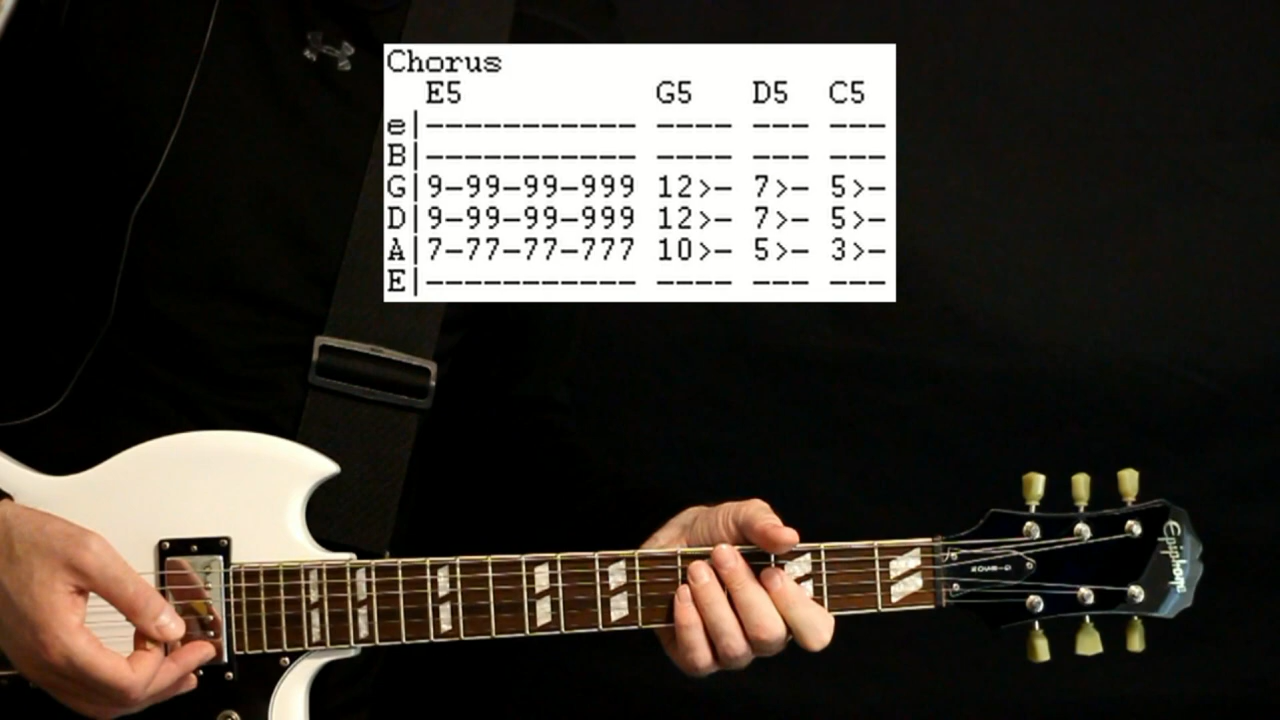 Chorus
E5 G5 D5 C5
e|----------- ---- --- ---
B|----------- ---- --- ---
G|9-99-99-999 12>- 7>- 5>-
D|9-99-99-999 12>- 7>- 5>-
A|7-77-77-777 10>- 5>- 3>-
E|----------- ---- --- ---
Epiphone